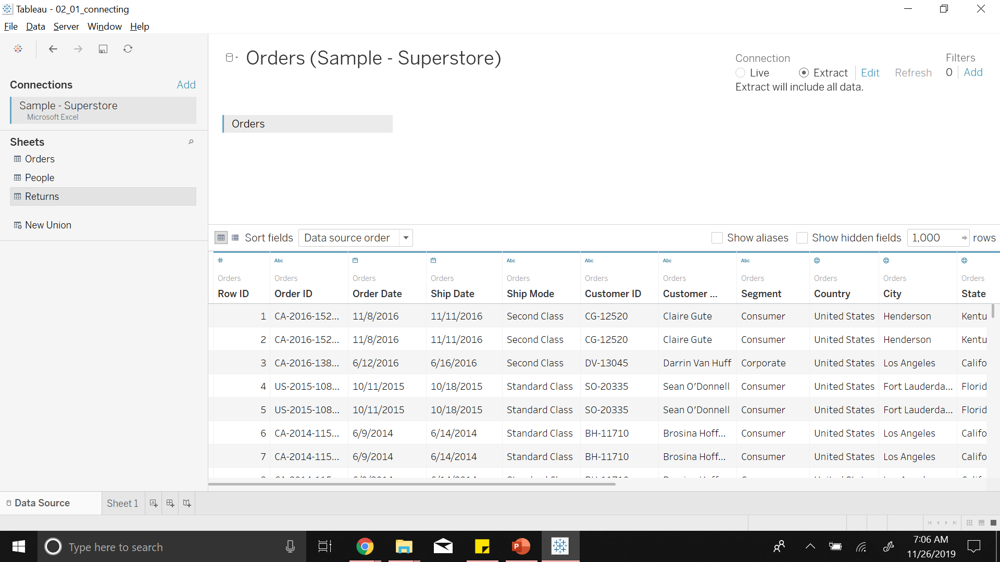 Tableau - 02_01_connecting
File Data Server Window Help
Connections Add
Sample - Superstore
Microsoft Excel
Sheets
Orders
People
Returns
New Union
Orders (Sample - Superstore)
Connection
Live Extract Edit Refresh
Extract will include all data.
Filters
0 Add
Orders
Sort fields Data source order Show aliases Show hidden fields 1,000 rows
# Abc Abc Abc Abc Abc
Orders Orders Orders Orders Orders Orders Orders Orders Orders Orders Orders
Row ID Order ID Order Date Ship Date Ship Mode Customer ID Customer ... Segment Country City State
1 CA-2016-152... 11/8/2016 11/11/2016 Second Class CG-12520 Claire Gute Consumer United States Henderson Kentu
2 CA-2016-152... 11/8/2016 11/11/2016 Second Class CG-12520 Claire Gute Consumer United States Henderson Kentu
3 CA-2016-138... 6/12/2016 6/16/2016 Second Class DV-13045 Darrin Van Huff Corporate United States Los Angeles Califo
4 US-2015-108... 10/11/2015 10/18/2015 Standard Class SO-20335 Sean O'Donnell Consumer United States Fort Lauderda... Florid
5 US-2015-108... 10/11/2015 10/18/2015 Standard Class SO-20335 Sean O'Donnell Consumer United States Fort Lauderda... Florid
6 CA-2014-115... 6/9/2014 6/14/2014 Standard Class BH-11710 Brosina Hoff... Consumer United States Los Angeles Califo
7 CA-2014-115... 6/9/2014 6/14/2014 Standard Class BH-11710 Brosina Hoff... Consumer United States Los Angeles Califo
Data Source Sheet 1
Type here to search
7:06 AM
11/26/2019